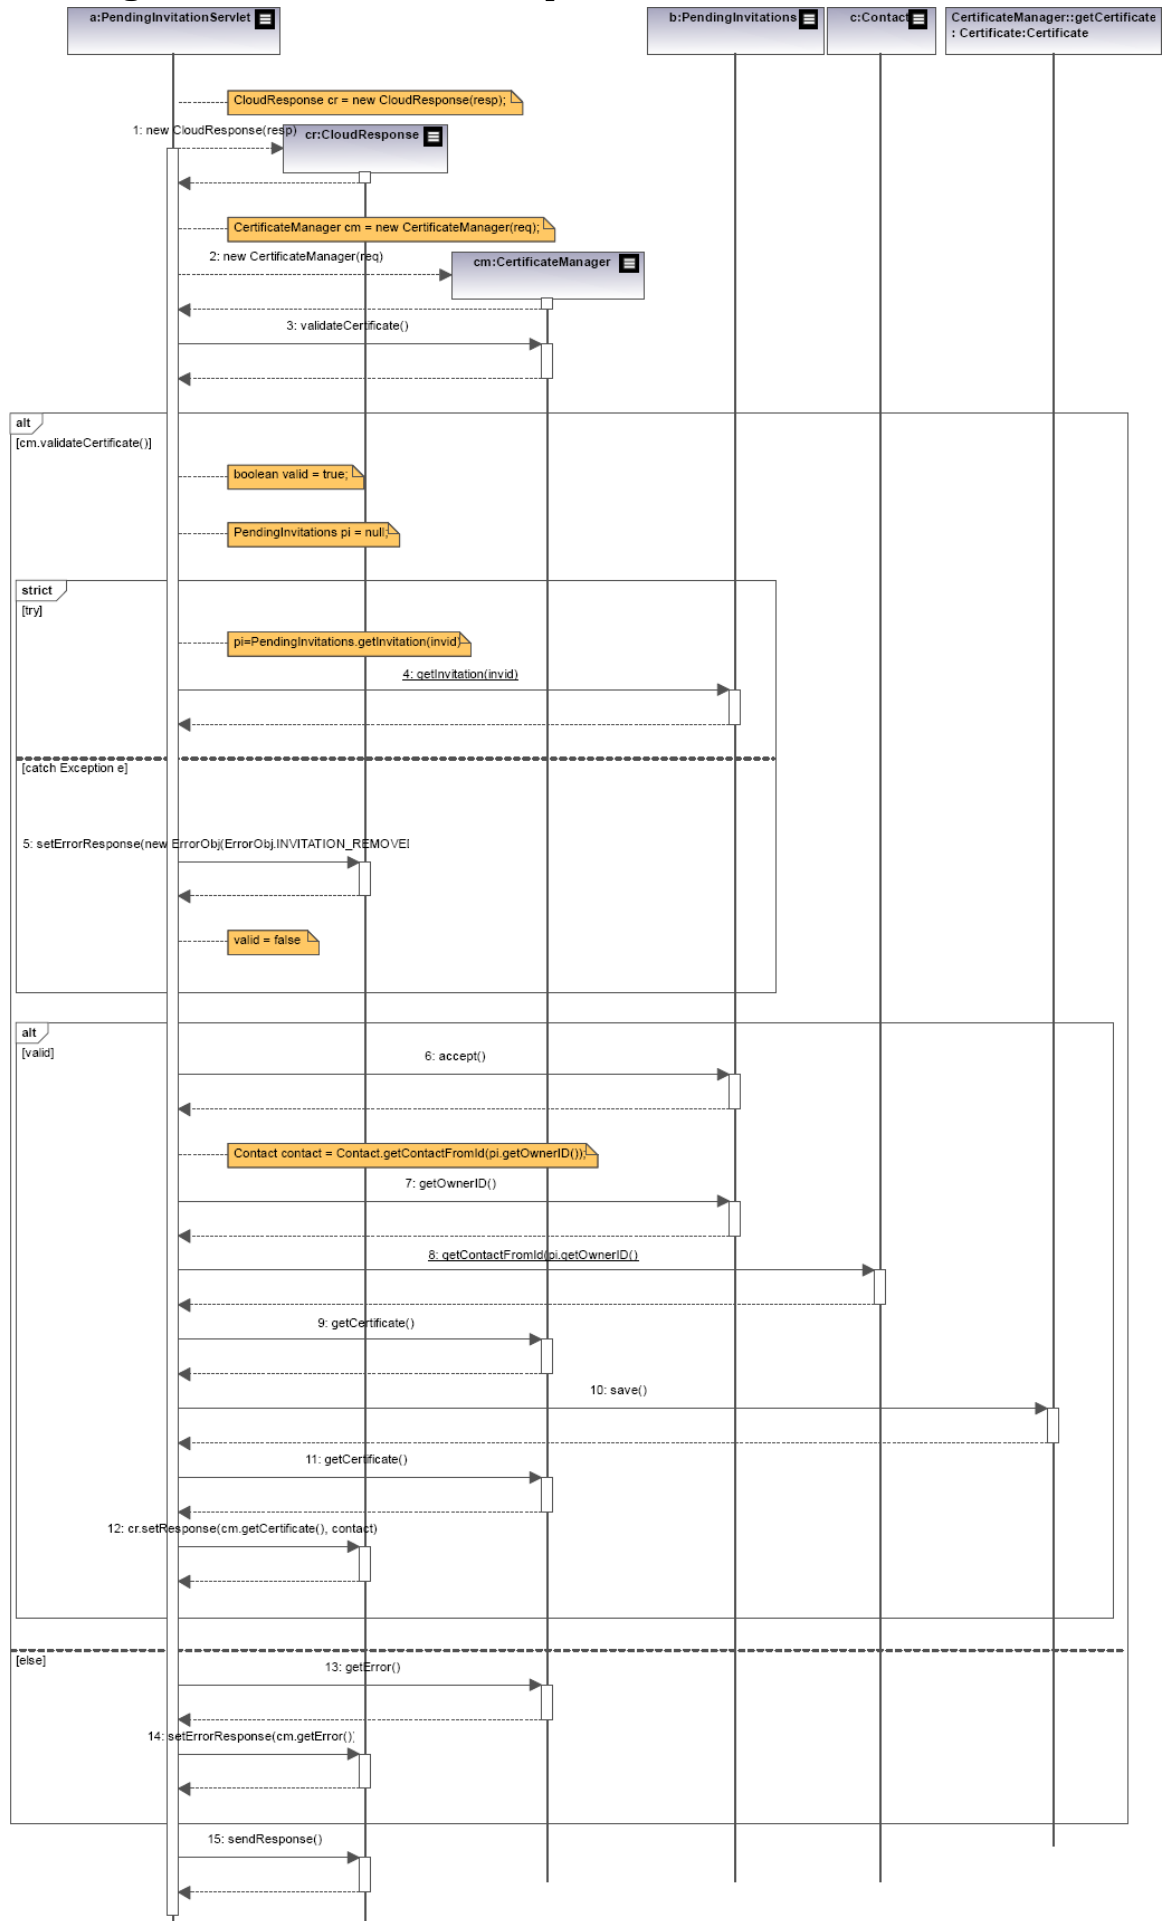 a:PendingInvitationServlet
b:PendingInvitations
c:Contact
CertificateManager::getCertificate
: Certificate:Certificate
CloudResponse cr = new CloudResponse(resp);
1: new CloudResponse(resp)
cr:CloudResponse
CertificateManager cm = new CertificateManager(req);
2: new CertificateManager(req)
cm:CertificateManager
3: validateCertificate()
alt
[cm.validateCertificate()]
boolean valid = true;
PendingInvitations pi = null;
strict
[try]
pi=PendingInvitations.getInvitation(invid)
4: getInvitation(invid)
[catch Exception e]
5: setErrorResponse(new ErrorObj(ErrorObj.INVITATION_REMOVE
valid = false
alt
[valid]
6: accept()
Contact contact = Contact.getContactFromId(pi.getOwnerID());
7: getOwnerID()
8: getContactFromId(pi.getOwnerID()
9: getCertificate()
10: save()
11: getCertificate()
12: cr.setResponse(cm.getCertificate(), contact)
[else]
13: getError()
14: setErrorResponse(cm.getError())
15: sendResponse()